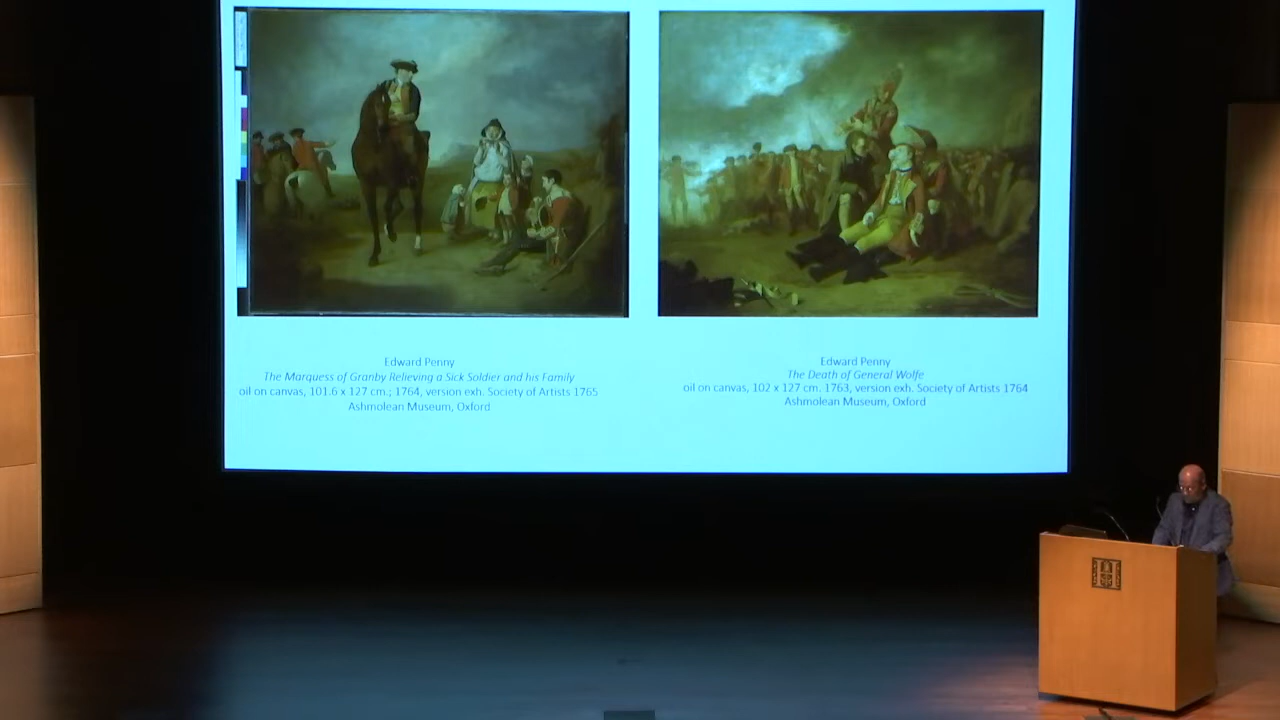 Edward Penny
The Marquess of Granby Relieving a Sick Soldier and his Family
oil on canvas, 101.6 x 127 cm.; 1764, version exh. Society of Artists 1765
Ashmolean Museum, Oxford
Edward Penny
The Death of General Wolfe
oil on canvas, 102 x 127 cm. 1763, version exh. Society of Artists 1764
Ashmolean Museum, Oxford